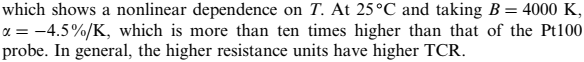 which shows a nonlinear dependence on T. At 25 °C and taking B = 4000 K,
α = −4.5%/K, which is more than ten times higher than that of the Pt100
probe. In general, the higher resistance units have higher TCR.